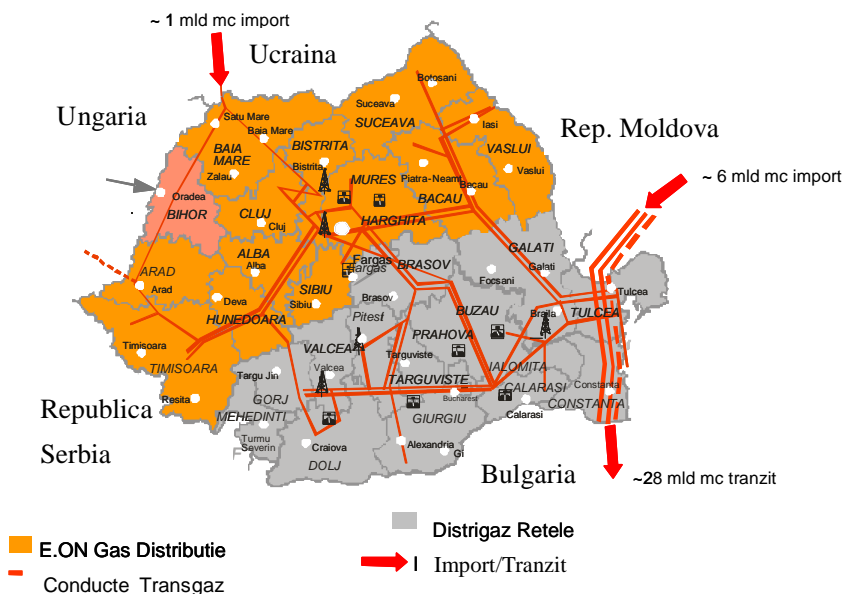 ~ 1 mld mc import
Ucraina
Ungaria
Rep. Moldova
~ 6 mld mc import
Botosani
Suceava
SUCEAVA
Satu Mare
Baia Mare
BAIA
MARE
BISTRITA
Iasi
VASLUI
Zalau
Bistrita
MURES
Piatra-Neamt
Vaslui
Oradea
BIHOR
BACAU
Bacau
CLUJ
Cluj
HARGHITA
ALBA
Alba
Fargas
Fargas
BRASOV
GALATI
Galati
Focsani
ARAD
Arad
Deva
SIBIU
Sibiu
Brasov
Tulcea
HUNEDOARA
Pitesti
BUZAU
Braila
TULCEA
Timisoara
TIMISOARA
VALCEA
PRAHOVA
Targuviste
Targu Jin
Valcea
TARGUVISTE
IALOMITA
Resita
GORJ
Bucharest
CALARASI
Constanta
CONSTANTA
MEHEDINTI
GIURGIU
Calarasi
Turnu
Severin
Craiova
DOLJ
Alexandria
Gi
Republica
Serbia
Bulgaria
~28 mld mc tranzit
E.ON Gas Distributie
Distrigaz Retele
Conducte Transgaz
I Import/Tranzit